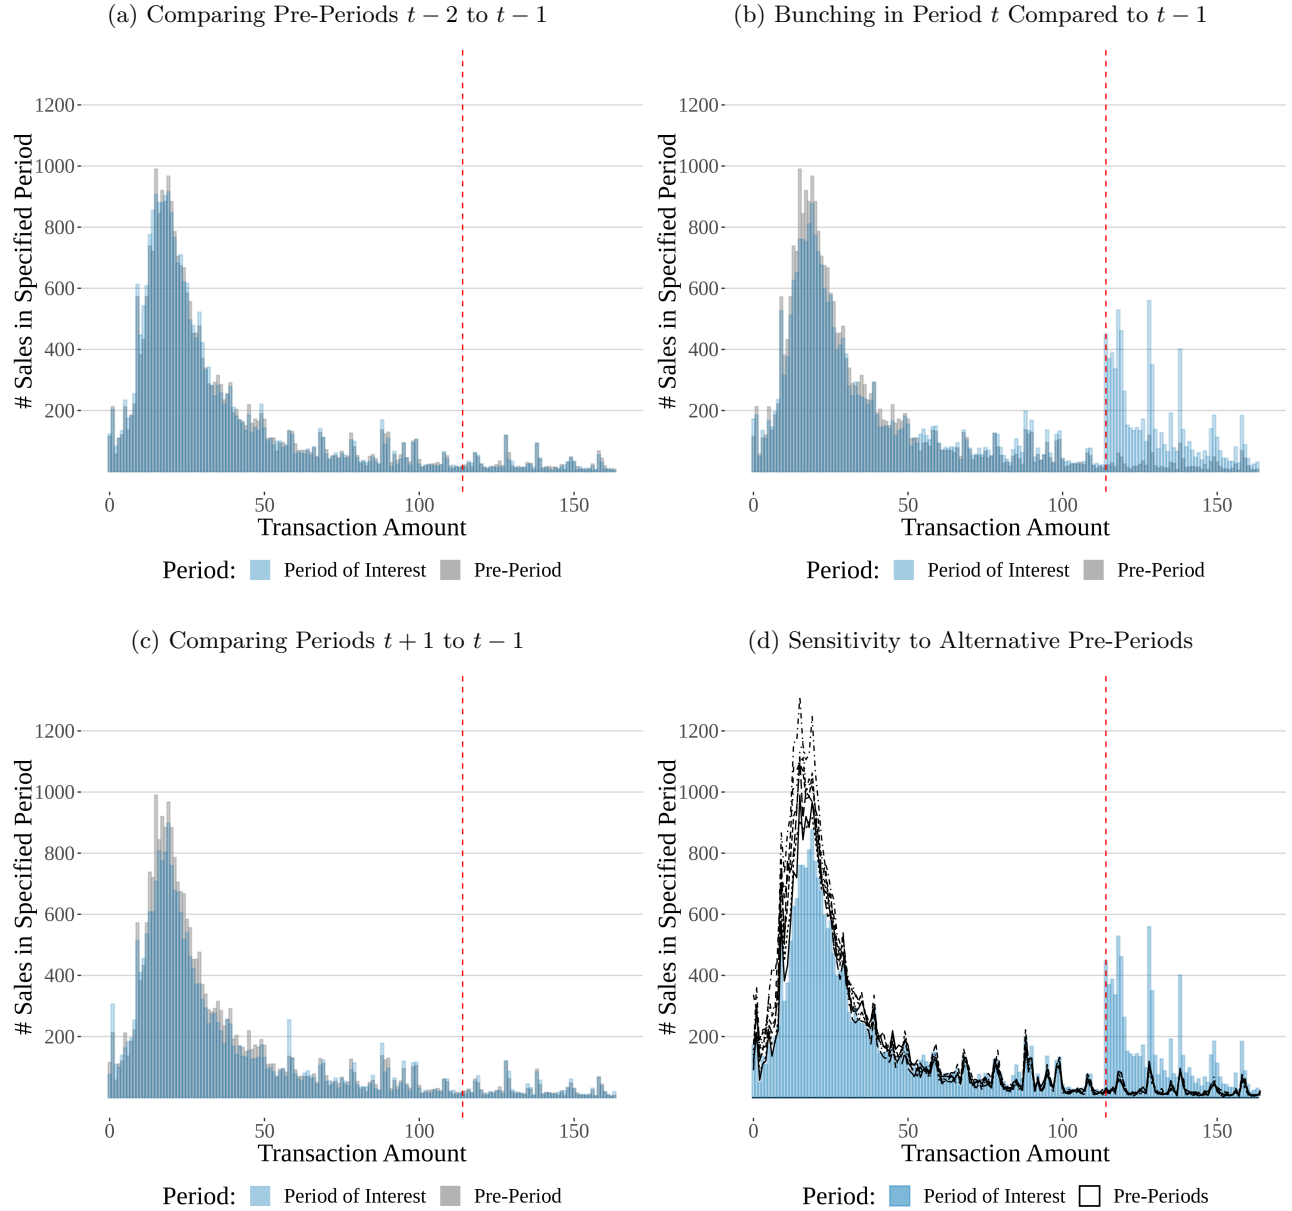 (a) Comparing Pre-Periods t − 2 to t − 1
# Sales in Specified Period
1200
1000
800
600
400
200
0 50 100 150
Transaction Amount
Period: Period of Interest Pre-Period
(b) Bunching in Period t Compared to t − 1
# Sales in Specified Period
1200
1000
800
600
400
200
0 50 100 150
Transaction Amount
Period: Period of Interest Pre-Period
(c) Comparing Periods t + 1 to t − 1
# Sales in Specified Period
1200
1000
800
600
400
200
0 50 100 150
Transaction Amount
Period: Period of Interest Pre-Period
(d) Sensitivity to Alternative Pre-Periods
# Sales in Specified Period
1200
1000
800
600
400
200
0 50 100 150
Transaction Amount
Period: Period of Interest Pre-Periods